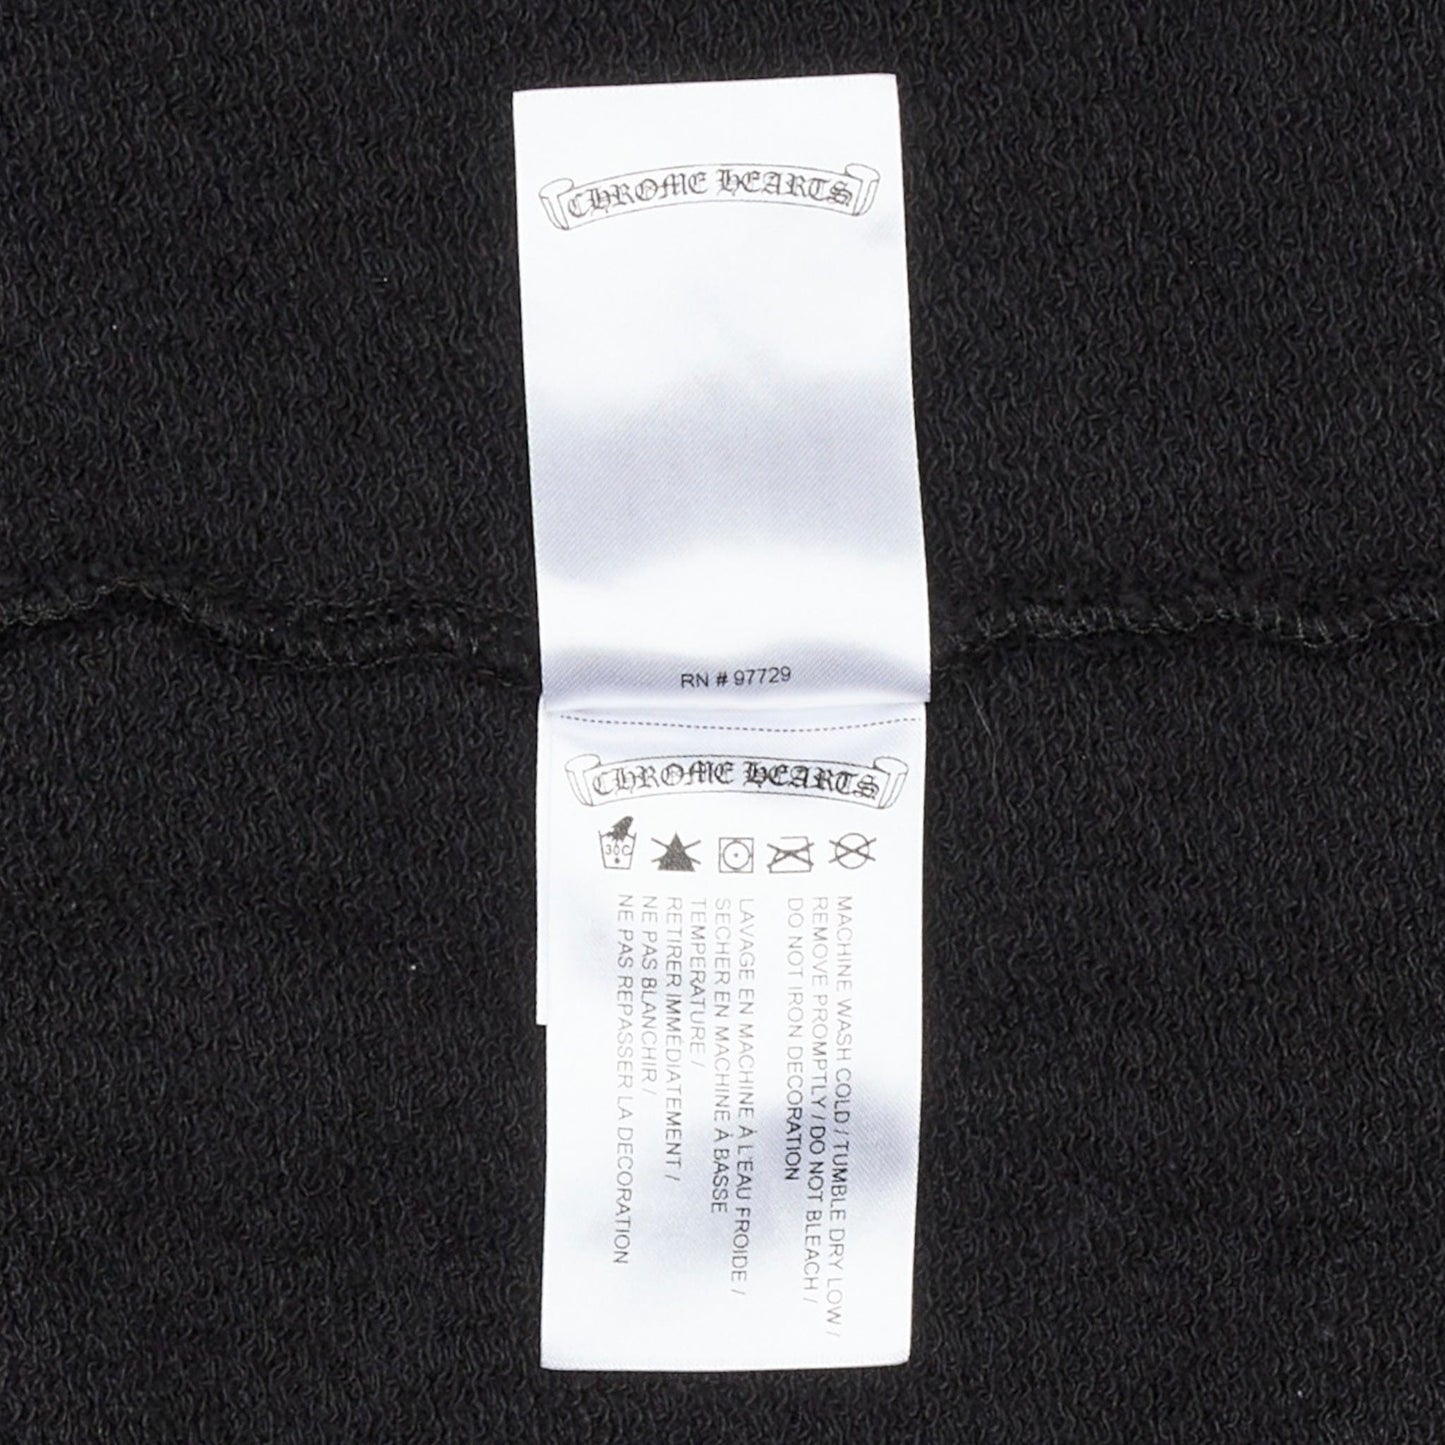 CHROME HEARTS
RN # 97729
CHROME HEARTS
30C
MACHINE WASH COLD / TUMBLE DRY LOW /
REMOVE PROMPTLY / DO NOT BLEACH /
DO NOT IRON DECORATION
LAVAGE EN MACHINE À L'EAU FROIDE /
SECHER EN MACHINE À BASSE
TEMPERATURE /
RETIRER IMMÉDIATEMENT /
NE PAS BLANCHIR /
NE PAS REPASSER LA DECORATION